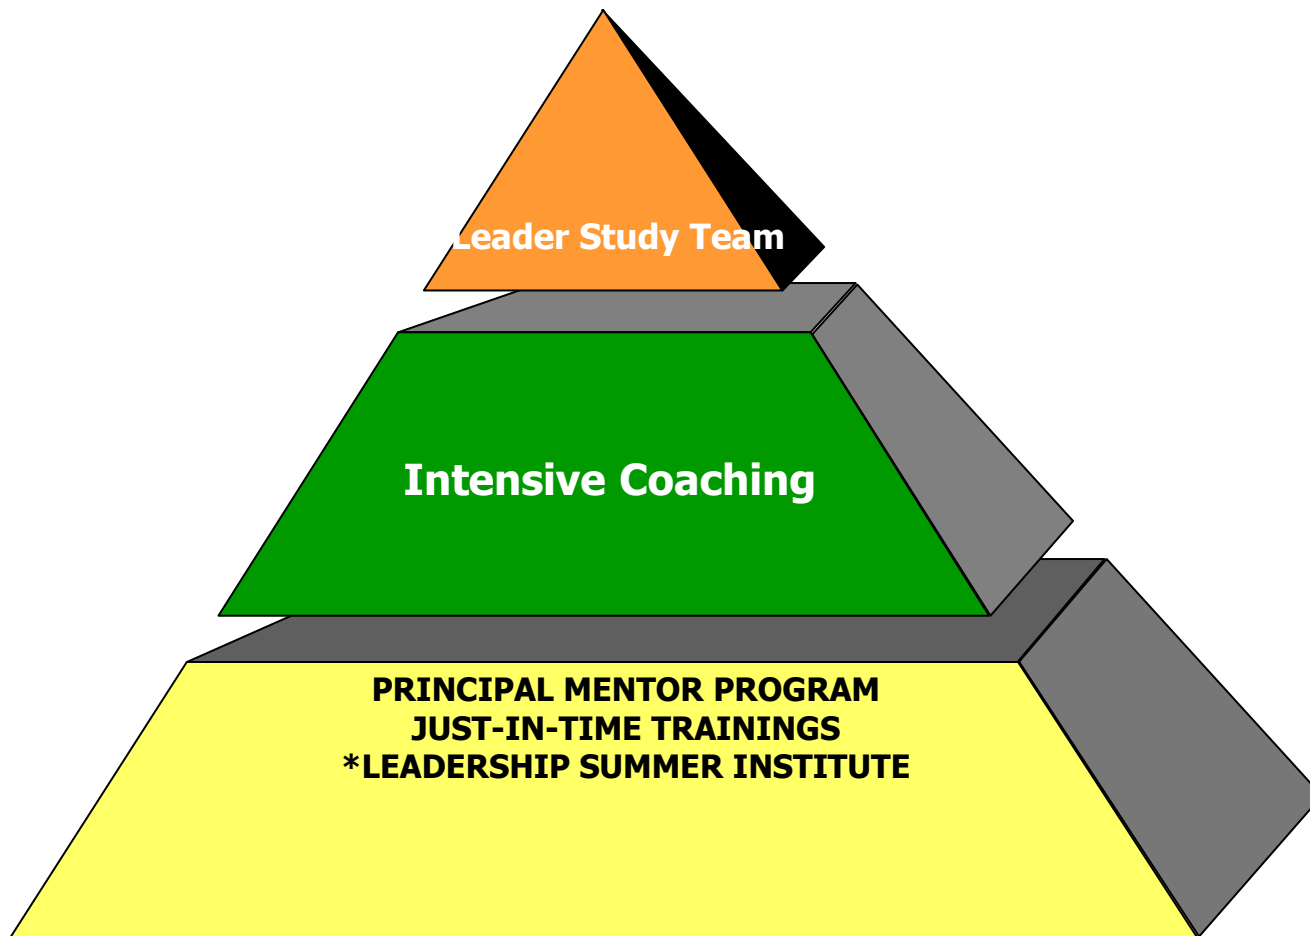 Leader Study Team
Intensive Coaching
PRINCIPAL MENTOR PROGRAM
JUST-IN-TIME TRAININGS
*LEADERSHIP SUMMER INSTITUTE